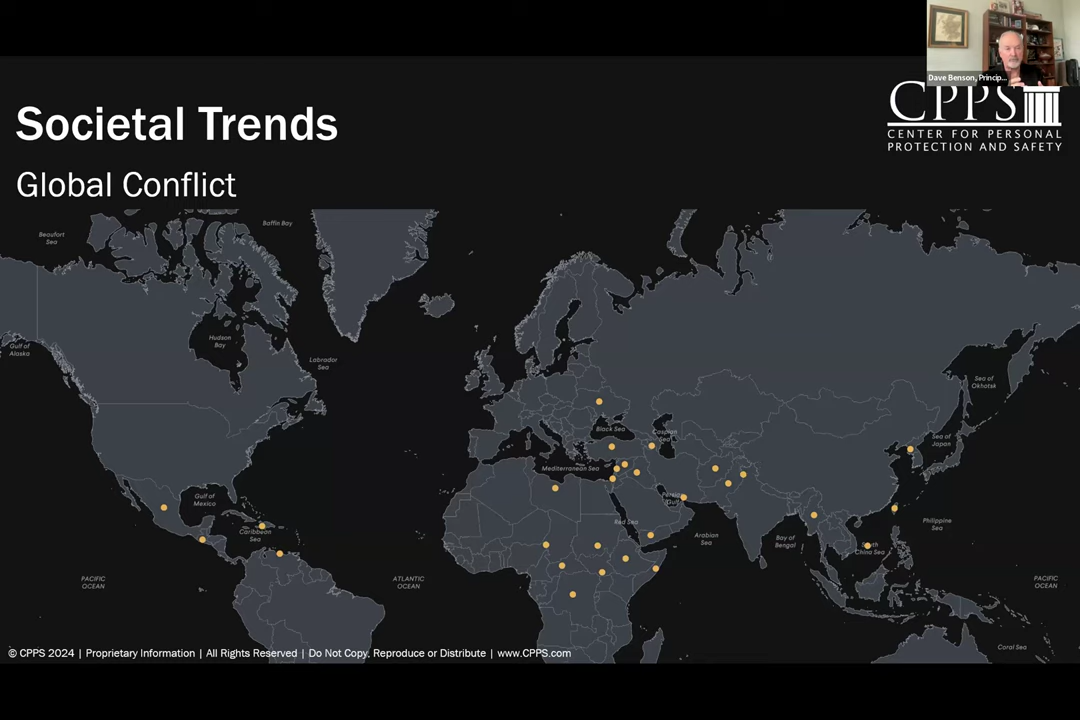 Dave Benson, Princip...
CPPS
CENTER FOR PERSONAL
PROTECTION AND SAFETY
Societal Trends
Global Conflict
Beaufort
Sea
Baffin Bay
Gulf of
Alaska
Hudson
Bay
Labrador
Sea
Sea of
Okhotsk
Black Sea
Caspian
Sea
Sea of
Japan
Mediterranean Sea
Gulf of
Mexico
Persian
Gulf
Red Sea
Caribbean
Sea
Arabian
Sea
Bay of
Bengal
Philippine
Sea
South
China Sea
PACIFIC
OCEAN
ATLANTIC
OCEAN
PACIFIC
OCEAN
Coral Sea
© CPPS 2024 | Proprietary Information | All Rights Reserved | Do Not Copy, Reproduce or Distribute | www.CPPS.com